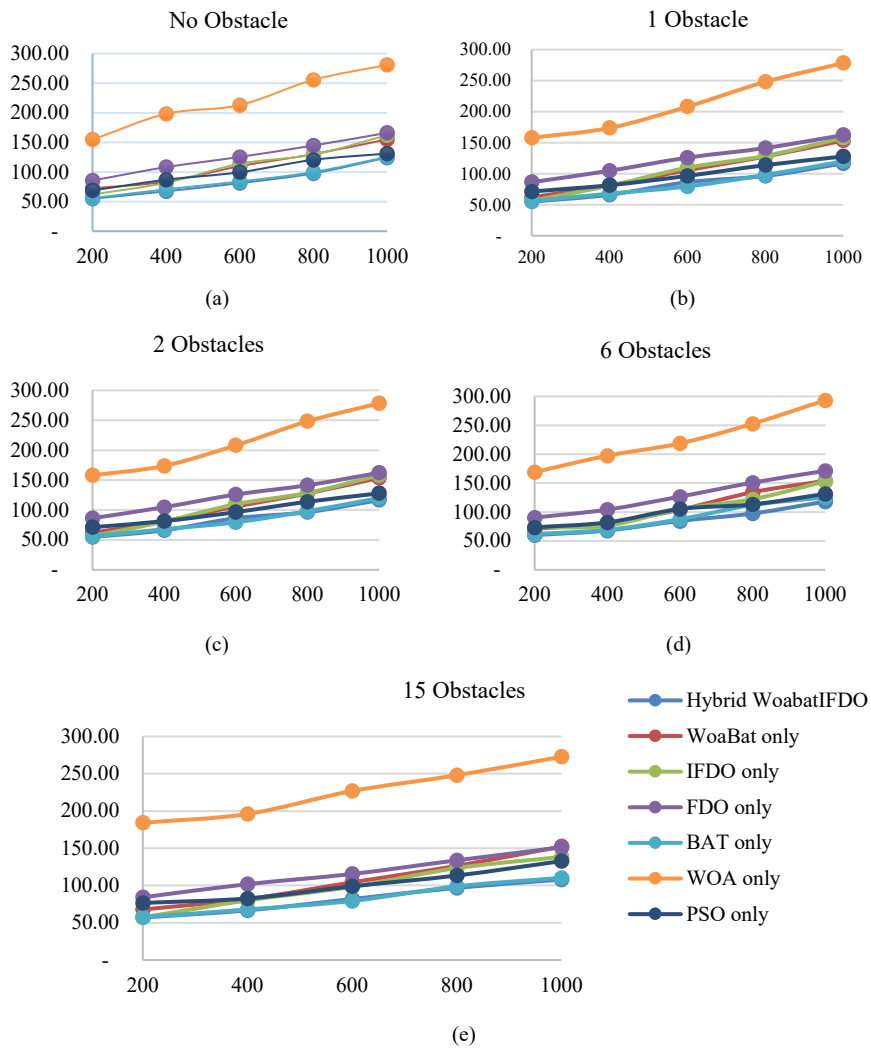 No Obstacle
300.00
250.00
200.00
150.00
100.00
50.00
-
200 400 600 800 1000
(a)
1 Obstacle
300.00
250.00
200.00
150.00
100.00
50.00
-
200 400 600 800 1000
(b)
2 Obstacles
300.00
250.00
200.00
150.00
100.00
50.00
-
200 400 600 800 1000
(c)
6 Obstacles
300.00
250.00
200.00
150.00
100.00
50.00
-
200 400 600 800 1000
(d)
15 Obstacles
300.00
250.00
200.00
150.00
100.00
50.00
-
200 400 600 800 1000
(e)
Hybrid WoabatIFDO
WoaBat only
IFDO only
FDO only
BAT only
WOA only
PSO only